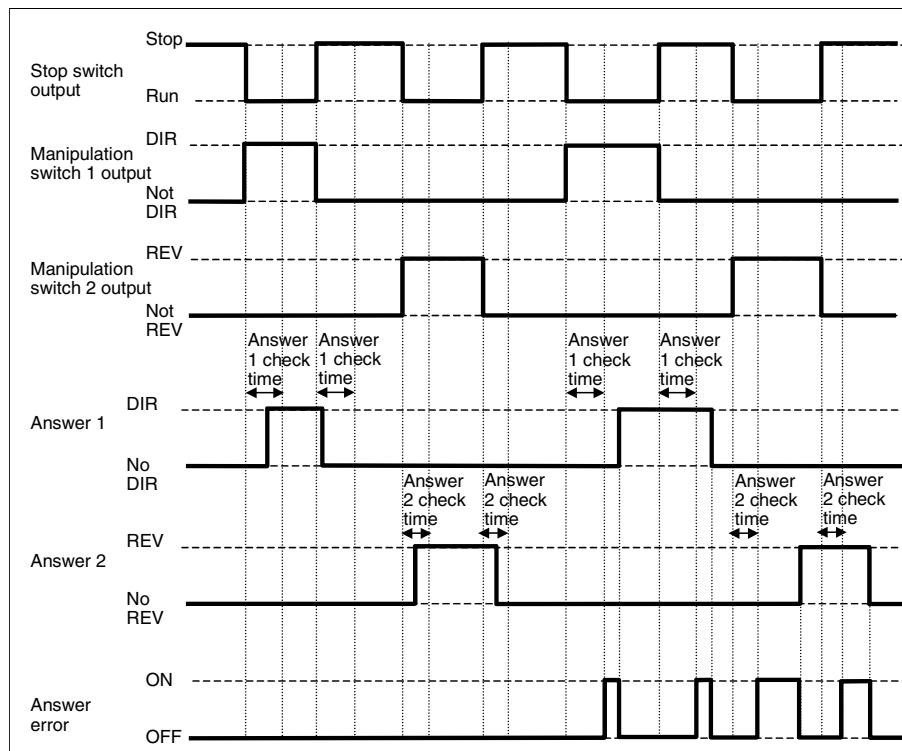 Stop
Stop switch
output
Run
DIR
Manipulation
switch 1 output
Not
DIR
REV
Manipulation
switch 2 output
Not
REV
Answer
1 check
time
Answer
1 check
time
Answer
1 check
time
Answer
1 check
time
DIR
Answer 1
No
DIR
Answer
2 check
time
Answer
2 check
time
Answer
2 check
time
Answer
2 check
time
REV
Answer 2
No
REV
ON
Answer
error
OFF